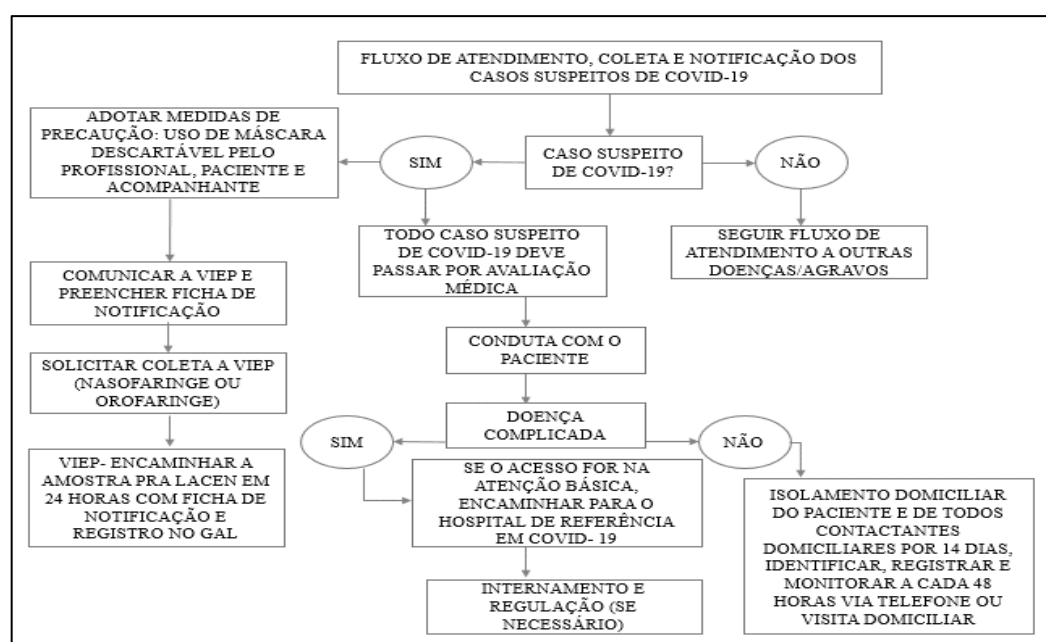 FLUXO DE ATENDIMENTO, COLETA E NOTIFICAÇÃO DOS
CASOS SUSPEITOS DE COVID-19
CASO SUSPEITO
DE COVID-19?
SIM
NÃO
ADOTAR MEDIDAS DE
PRECAUÇÃO: USO DE MÁSCARA
DESCARTÁVEL PELO
PROFISSIONAL, PACIENTE E
ACOMPANHANTE
COMUNICAR A VIEP E
PREENCHER FICHA DE
NOTIFICAÇÃO
SOLICITAR COLETA A VIEP
(NASOFARINGE OU
OROFARINGE)
VIEP- ENCAMINHAR A
AMOSTRA PRA LACEN EM
24 HORAS COM FICHA DE
NOTIFICAÇÃO E
REGISTRO NO GAL
TODO CASO SUSPEITO
DE COVID-19 DEVE
PASSAR POR AVALIAÇÃO
MÉDICA
SEGUIR FLUXO DE
ATENDIMENTO A OUTRAS
DOENÇAS/AGRAVOS
CONDUTA COM O
PACIENTE
DOENÇA
COMPLICADA
SIM
NÃO
SE O ACESSO FOR NA
ATENÇÃO BÁSICA,
ENCAMINHAR PARA O
HOSPITAL DE REFERÊNCIA
EM COVID- 19
INTERNAMENTO E
REGULAÇÃO (SE
NECESSÁRIO)
ISOLAMENTO DOMICILIAR
DO PACIENTE E DE TODOS
CONTACTANTES
DOMICILIARES POR 14 DIAS,
IDENTIFICAR, REGISTRAR E
MONITORAR A CADA 48
HORAS VIA TELEFONE OU
VISITA DOMICILIAR